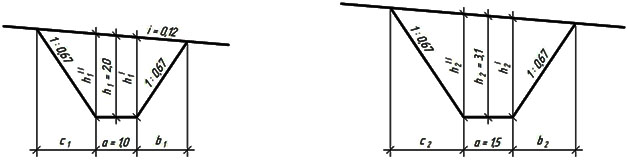 i = 0,12
1:0,67
h₁"
h₁ = 2,0
h₁'
1:0,67
c₁
a = 1,0
b₁
1:0,67
h₂"
h₂ = 3,1
h₂'
1:0,67
c₂
a = 1,5
b₂